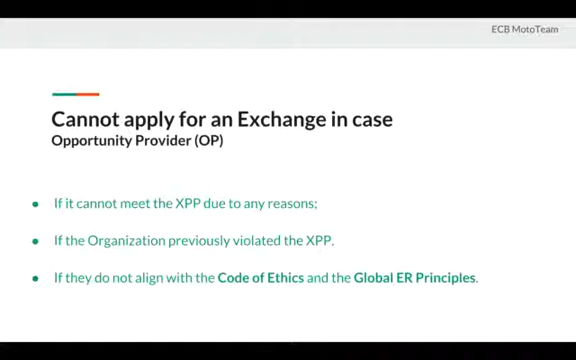 ECB MotoTeam
Cannot apply for an Exchange in case
Opportunity Provider (OP)
● If it cannot meet the XPP due to any reasons;
● If the Organization previously violated the XPP.
● If they do not align with the Code of Ethics and the Global ER Principles.